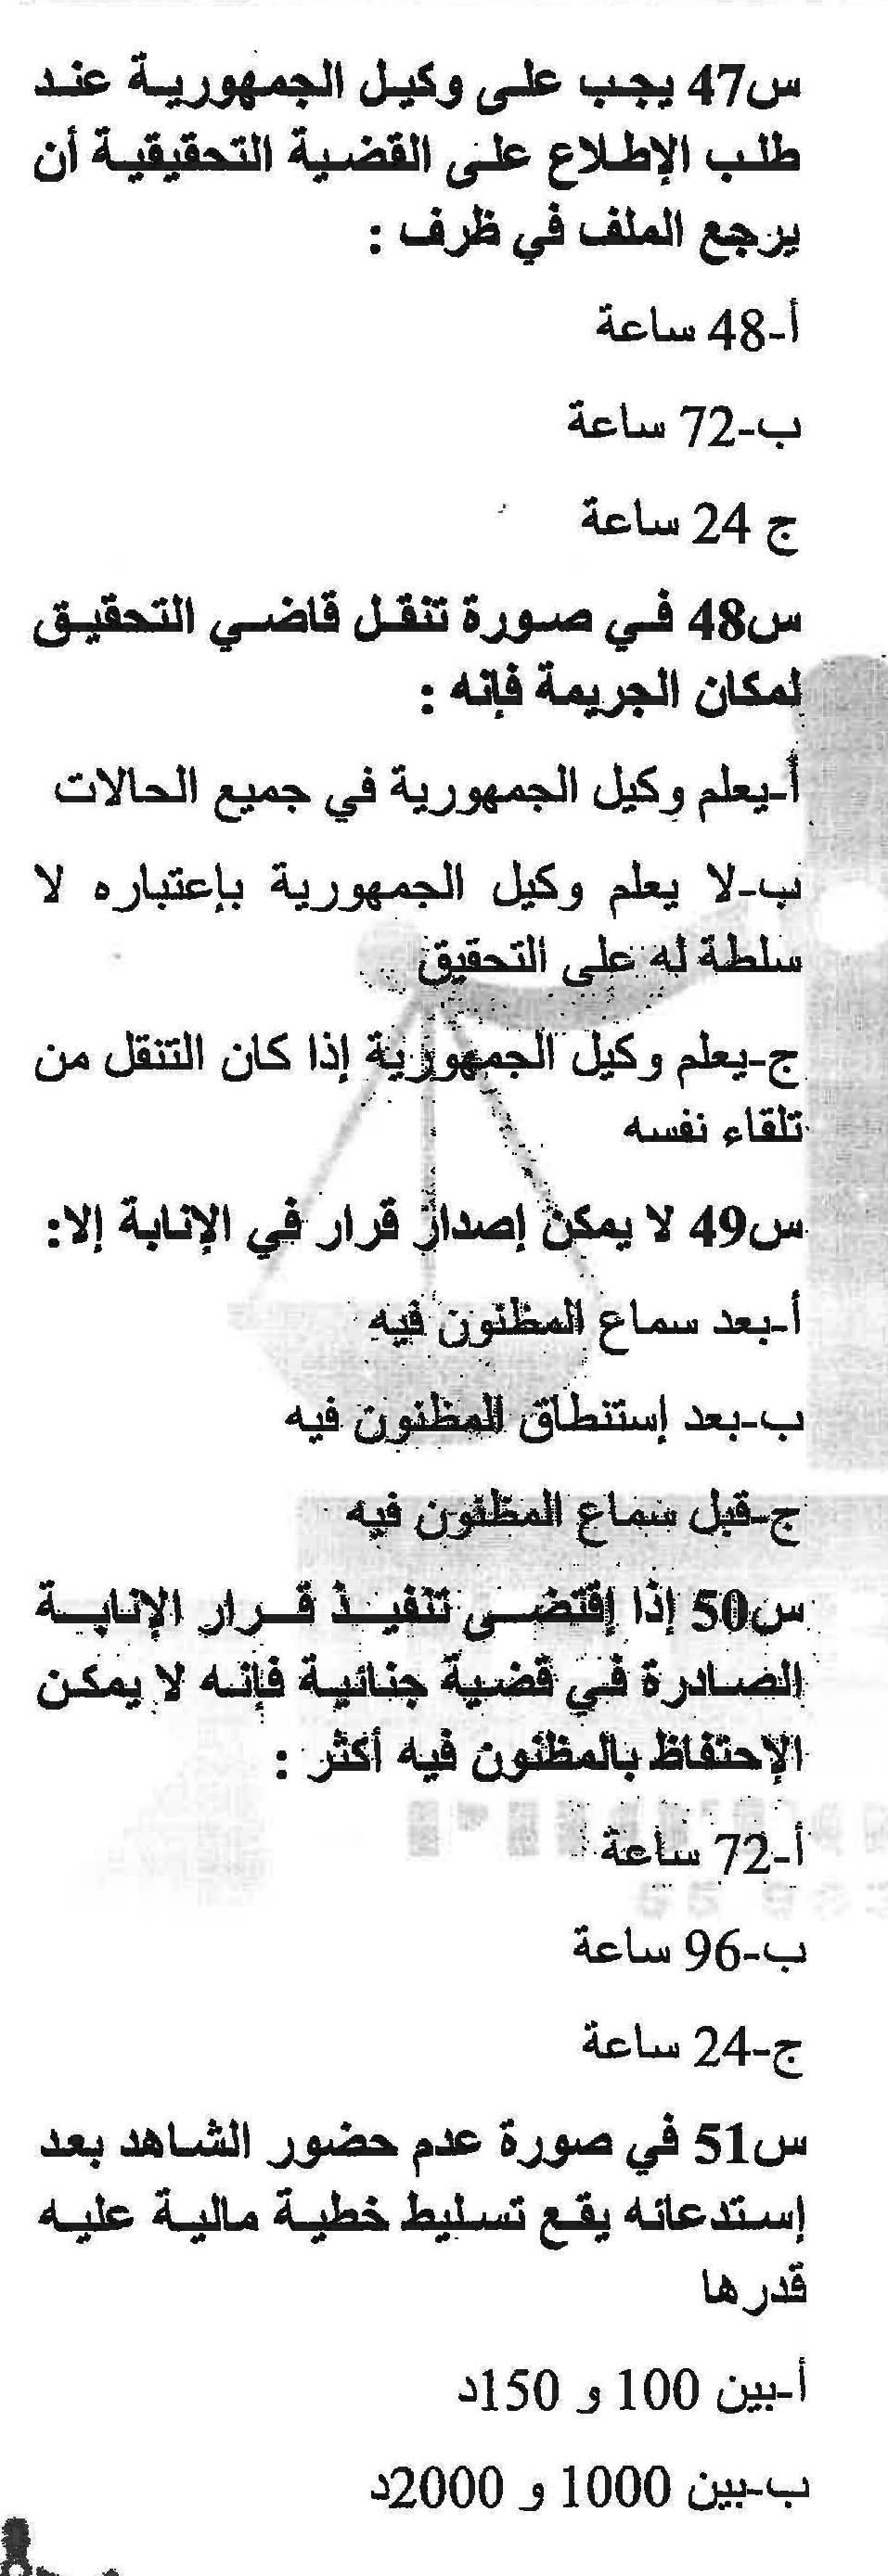 س47 يجب على وكيل الجمهورية عند
طلب الإطلاع على القضية التحقيقية أن
يرجع الملف في ظرف :
أ-48 ساعة
ب-72 ساعة
ج 24 ساعة
س48 في صورة تنقل قاضي التحقيق
لمكان الجريمة فإنه :
أ-يعلم وكيل الجمهورية في جميع الحالات
ب-لا يعلم وكيل الجمهورية بإعتباره لا
سلطة له على التحقيق
ج-يعلم وكيل الجمهورية إذا كان التنقل من
تلقاء نفسه
س49 لا يمكن إصدار قرار في الإنابة إلا:
أ-بعد سماع المظنون فيه
ب-بعد إستنطاق المظنون فيه
ج-قبل سماع المظنون فيه
س50 إذا إقتضى تنفيذ قرار الإنابة
الصادرة في قضية جنائية فإنه لا يمكن
الإحتفاظ بالمظنون فيه أكثر :
أ-72 ساعة
ب-96 ساعة
ج-24 ساعة
س51 في صورة عدم حضور الشاهد بعد
إستدعائه يقع تسليط خطية مالية عليه
قدرها
أ-بين 100 و 150د
ب-بين 1000 و 2000د